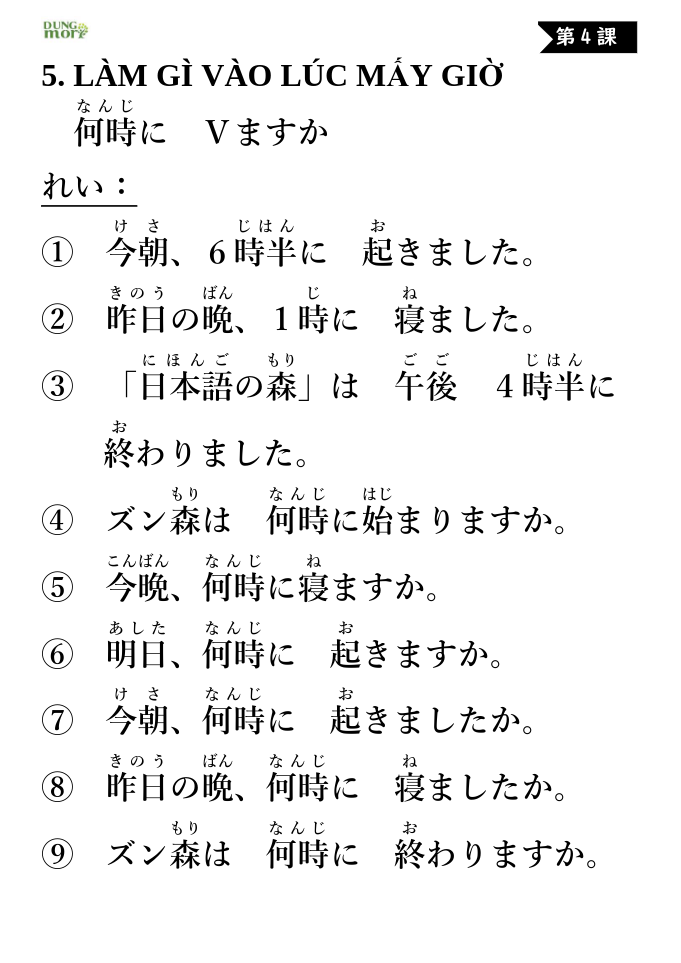 DUNG
mori
第4課
5. LÀM GÌ VÀO LÚC MẤY GIỜ
なんじ
何時に　Vますか
れい：
けさ　じはん　お
①　今朝、6時半に　起きました。
きのう　ばん　じ　ね
②　昨日の晩、1時に　寝ました。
にほんご　もり　ごご　じはん
③　「日本語の森」は　午後　4時半に
お
終わりました。
もり　なんじ　はじ
④　ズン森は　何時に始まりますか。
こんばん　なんじ　ね
⑤　今晩、何時に寝ますか。
あした　なんじ　お
⑥　明日、何時に　起きますか。
けさ　なんじ　お
⑦　今朝、何時に　起きましたか。
きのう　ばん　なんじ　ね
⑧　昨日の晩、何時に　寝ましたか。
もり　なんじ　お
⑨　ズン森は　何時に　終わりますか。